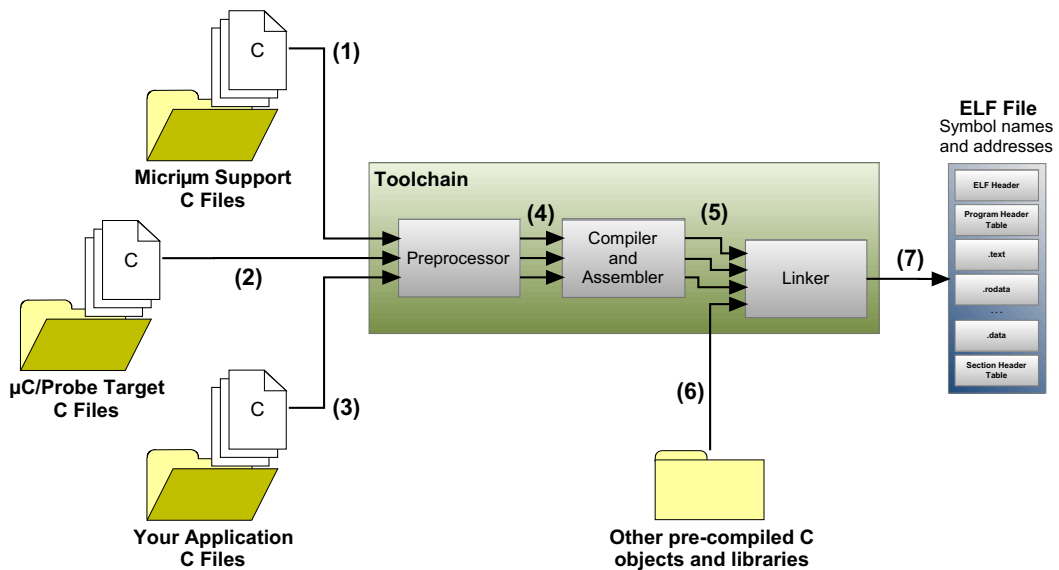 C
(1)
Micriµm Support
C Files
C
(2)
µC/Probe Target
C Files
C
(3)
Your Application
C Files
Toolchain
Preprocessor
(4)
Compiler
and
Assembler
(5)
Linker
(6)
Other pre-compiled C
objects and libraries
(7)
ELF File
Symbol names
and addresses
ELF Header
Program Header
Table
.text
.rodata
...
.data
Section Header
Table